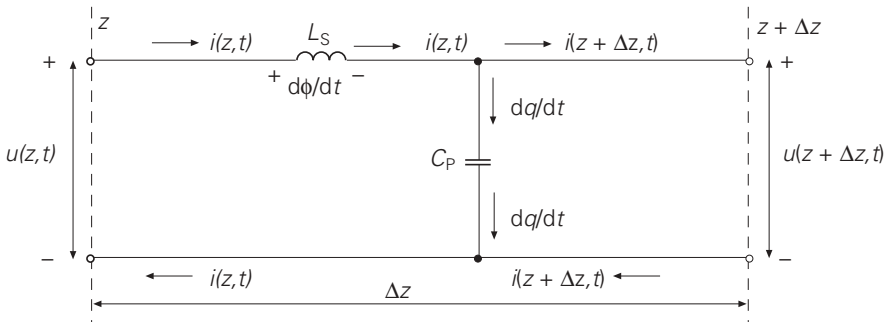 z
z + Δz
i(z,t)
L_S
i(z,t)
i(z + Δz,t)
+
+
+ −
dϕ/dt
dq/dt
u(z,t)
C_P
u(z + Δz,t)
dq/dt
−
−
i(z,t)
i(z + Δz,t)
Δz